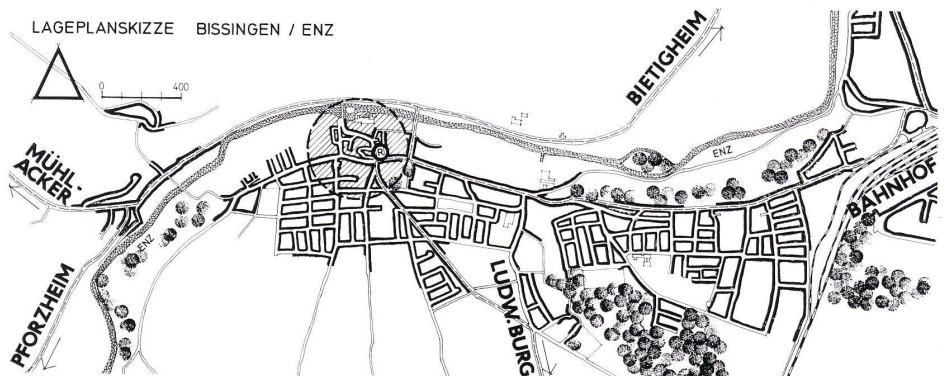 LAGEPLANSKIZZE BISSINGEN / ENZ
0 400
BIETIGHEIM
MÜHL-
ACKER
R
ENZ
BAHNHOF
ENZ
PFORZHEIM
LUDW.BURG